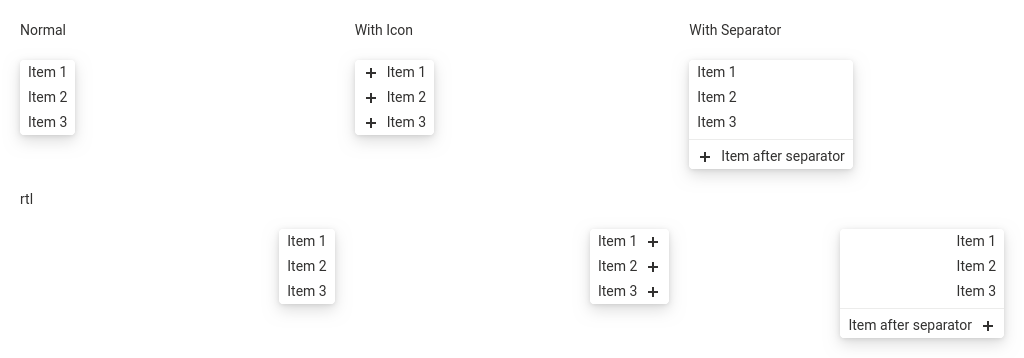 Normal
Item 1
Item 2
Item 3
With Icon
+ Item 1
+ Item 2
+ Item 3
With Separator
Item 1
Item 2
Item 3
+ Item after separator
rtl
Item 1
Item 2
Item 3
Item 1 +
Item 2 +
Item 3 +
Item 1
Item 2
Item 3
Item after separator +